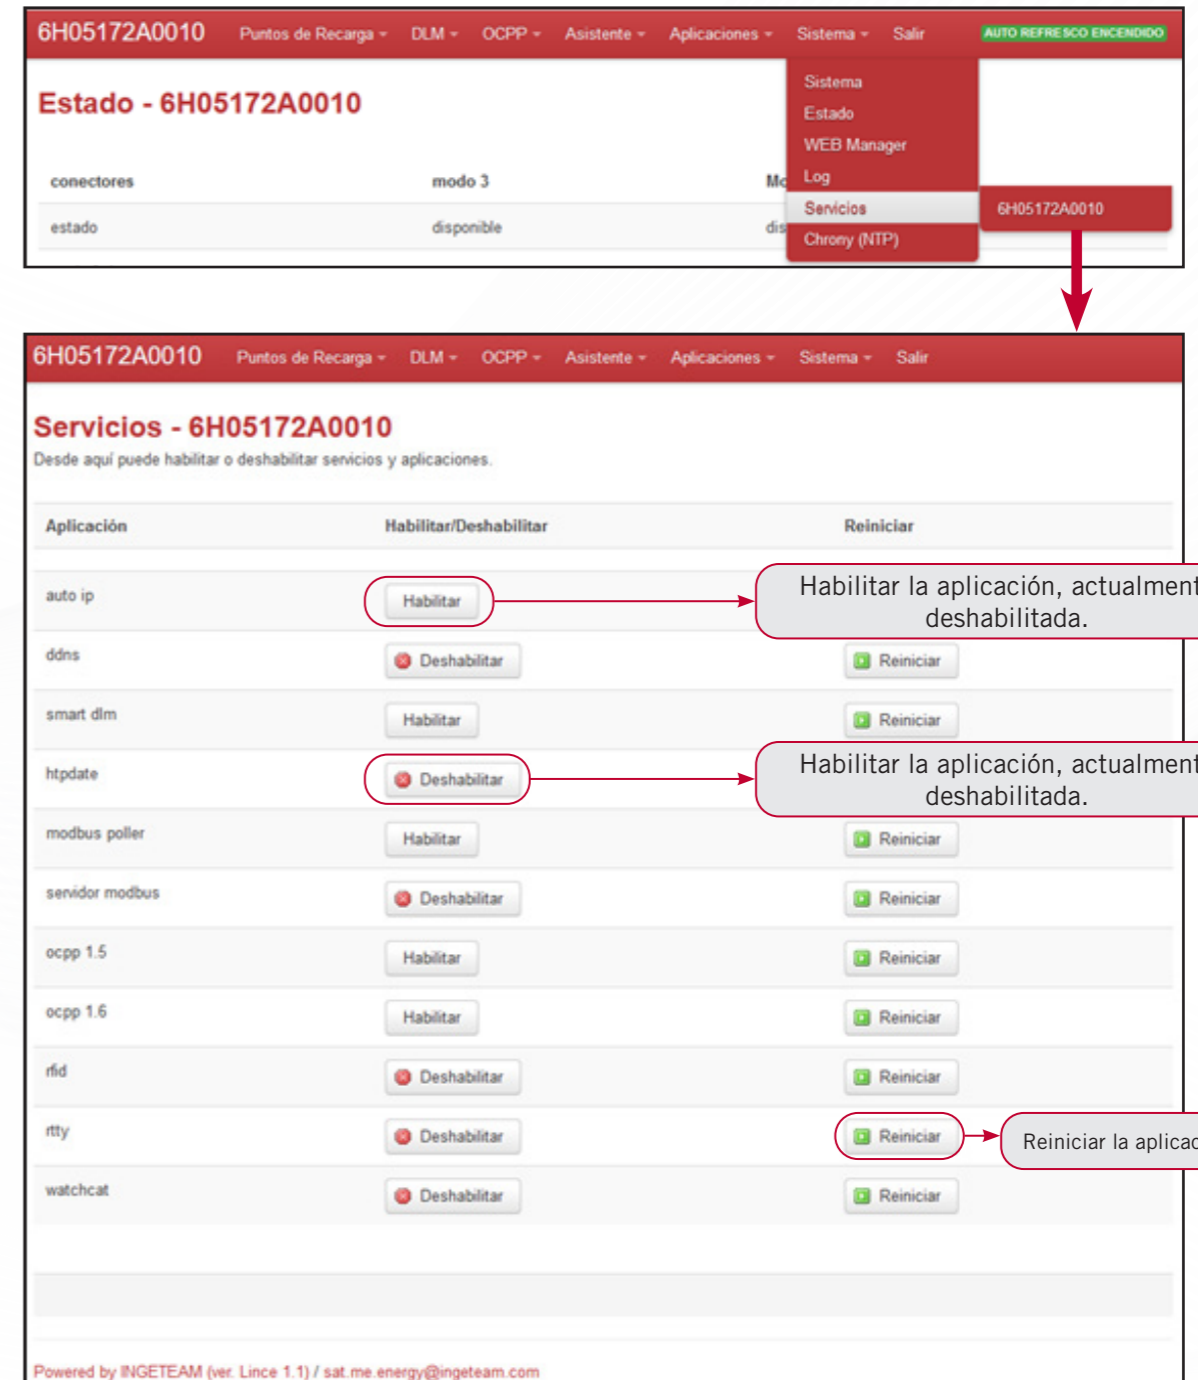 6H05172A0010 Puntos de Recarga DLM OCPP Asistente Aplicaciones Sistema Salir AUTO REFRESCO ENCENDIDO
Estado - 6H05172A0010
Sistema
Estado
WEB Manager
Log
Servicios
Chrony (NTP)
6H05172A0010
conectores modo 3
estado disponible
6H05172A0010 Puntos de Recarga DLM OCPP Asistente Aplicaciones Sistema Salir
Servicios - 6H05172A0010
Desde aquí puede habilitar o deshabilitar servicios y aplicaciones.
Aplicación Habilitar/Deshabilitar Reiniciar
auto ip Habilitar
Habilitar la aplicación, actualment
deshabilitada.
ddns Deshabilitar Reiniciar
smart dlm Habilitar Reiniciar
htpdate Deshabilitar
Habilitar la aplicación, actualment
deshabilitada.
modbus poller Habilitar Reiniciar
servidor modbus Deshabilitar Reiniciar
ocpp 1.5 Habilitar Reiniciar
ocpp 1.6 Habilitar Reiniciar
rfid Deshabilitar Reiniciar
rtty Deshabilitar Reiniciar
Reiniciar la aplicac
watchcat Deshabilitar Reiniciar
Powered by INGETEAM (ver. Lince 1.1) / sat.me.energy@ingeteam.com